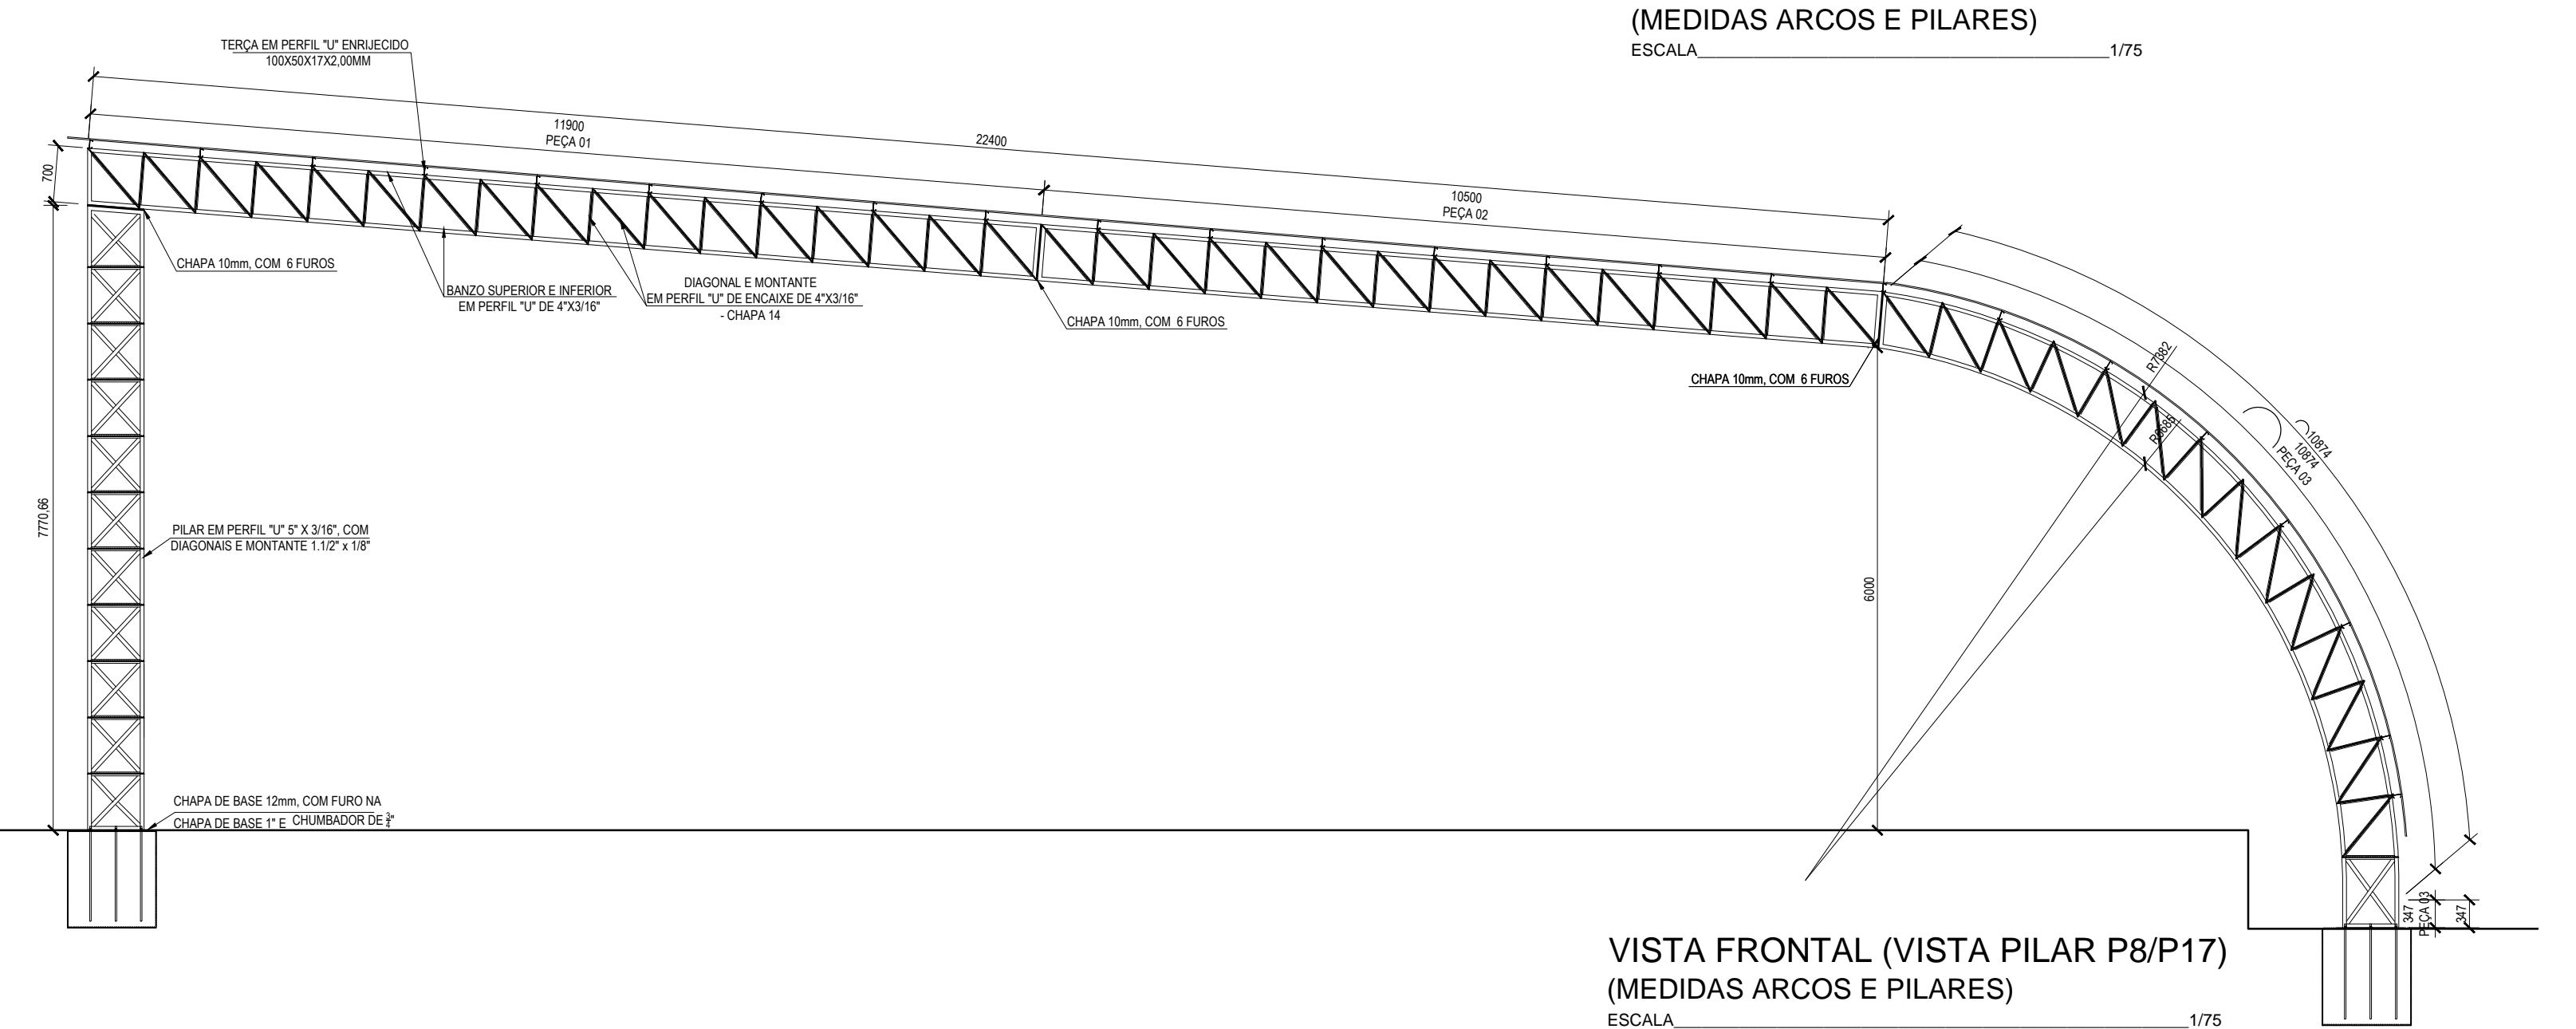 (MEDIDAS ARCOS E PILARES)
ESCALA 1/75
TERÇA EM PERFIL "U" ENRIJECIDO
100X50X17X2,00MM
11900
PEÇA 01
22400
700
10500
PEÇA 02
CHAPA 10mm, COM 6 FUROS
BANZO SUPERIOR E INFERIOR
EM PERFIL "U" DE 4"X3/16"
DIAGONAL E MONTANTE
EM PERFIL "U" DE ENCAIXE DE 4"X3/16"
- CHAPA 14
CHAPA 10mm, COM 6 FUROS
CHAPA 10mm, COM 6 FUROS
R7382
R6685
10874
10874
PEÇA 03
7770,66
PILAR EM PERFIL "U" 5" X 3/16", COM
DIAGONAIS E MONTANTE 1.1/2" x 1/8"
6000
CHAPA DE BASE 12mm, COM FURO NA
CHAPA DE BASE 1" E CHUMBADOR DE 3/4"
347
PEÇA 03
347
VISTA FRONTAL (VISTA PILAR P8/P17)
(MEDIDAS ARCOS E PILARES)
ESCALA 1/75